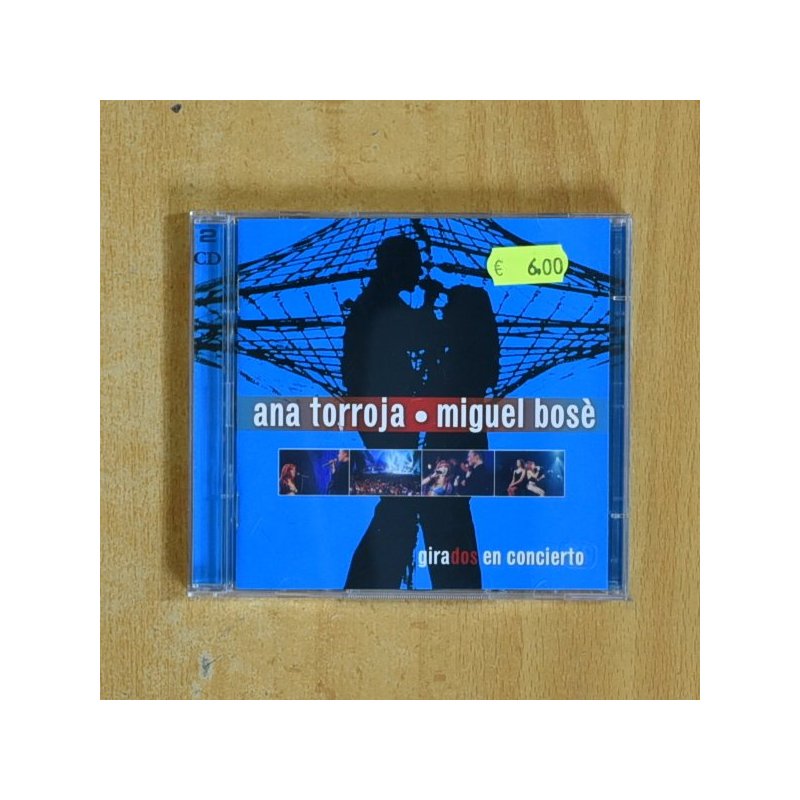 2
CD
€ 6.00
ana torroja • miguel bosè
girados en concierto